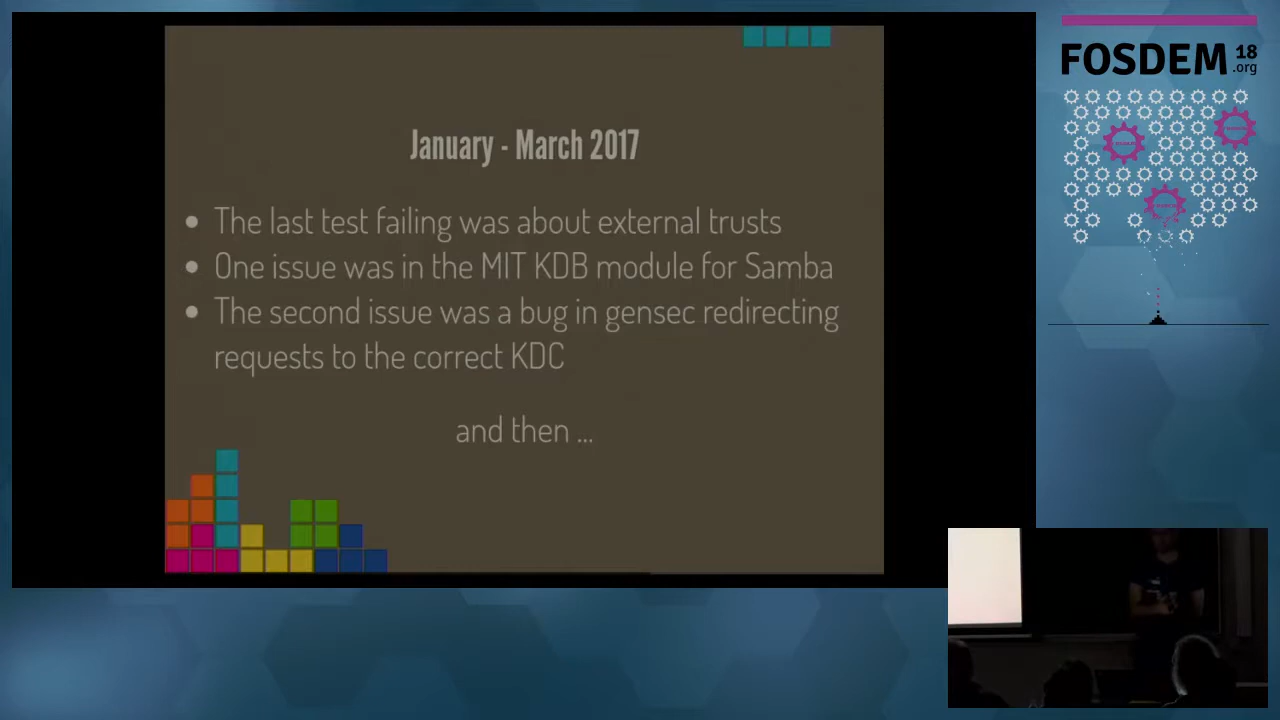 January - March 2017
The last test failing was about external trusts
One issue was in the MIT KDB module for Samba
The second issue was a bug in gensec redirecting
requests to the correct KDC
and then ...
FOSDEM 18
.org